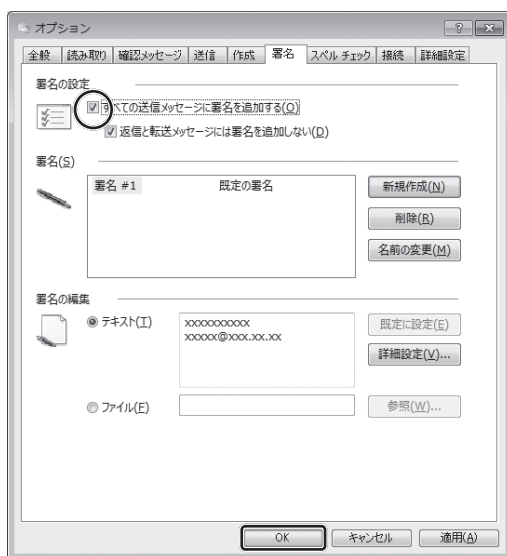 オプション
全般 読み取り 確認メッセージ 送信 作成 署名 スペル チェック 接続 詳細設定
署名の設定
すべての送信メッセージに署名を追加する(O)
返信と転送メッセージには署名を追加しない(D)
署名(S)
署名 #1 既定の署名
新規作成(N)
削除(R)
名前の変更(M)
署名の編集
テキスト(T) xxxxxxxxxx 既定に設定(E)
xxxxx@xxx.xx.xx
詳細設定(V)...
ファイル(F) 参照(W)...
OK キャンセル 適用(A)